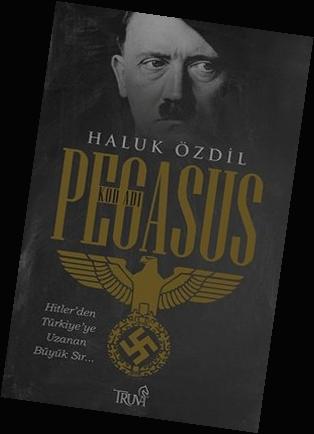 HALUK ÖZDİL
PEGASUS
KOD ADI
Hitler'den
Türkiye'ye
Uzanan
Büyük Sır...
TRUVA